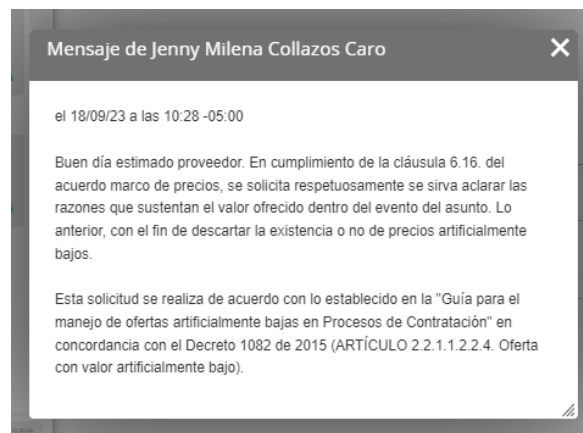 Mensaje de Jenny Milena Collazos Caro
el 18/09/23 a las 10:28 -05:00
Buen día estimado proveedor. En cumplimiento de la cláusula 6.16. del
acuerdo marco de precios, se solicita respetuosamente se sirva aclarar las
razones que sustentan el valor ofrecido dentro del evento del asunto. Lo
anterior, con el fin de descartar la existencia o no de precios artificialmente
bajos.
Esta solicitud se realiza de acuerdo con lo establecido en la "Guía para el
manejo de ofertas artificialmente bajas en Procesos de Contratación" en
concordancia con el Decreto 1082 de 2015 (ARTÍCULO 2.2.1.1.2.2.4. Oferta
con valor artificialmente bajo).